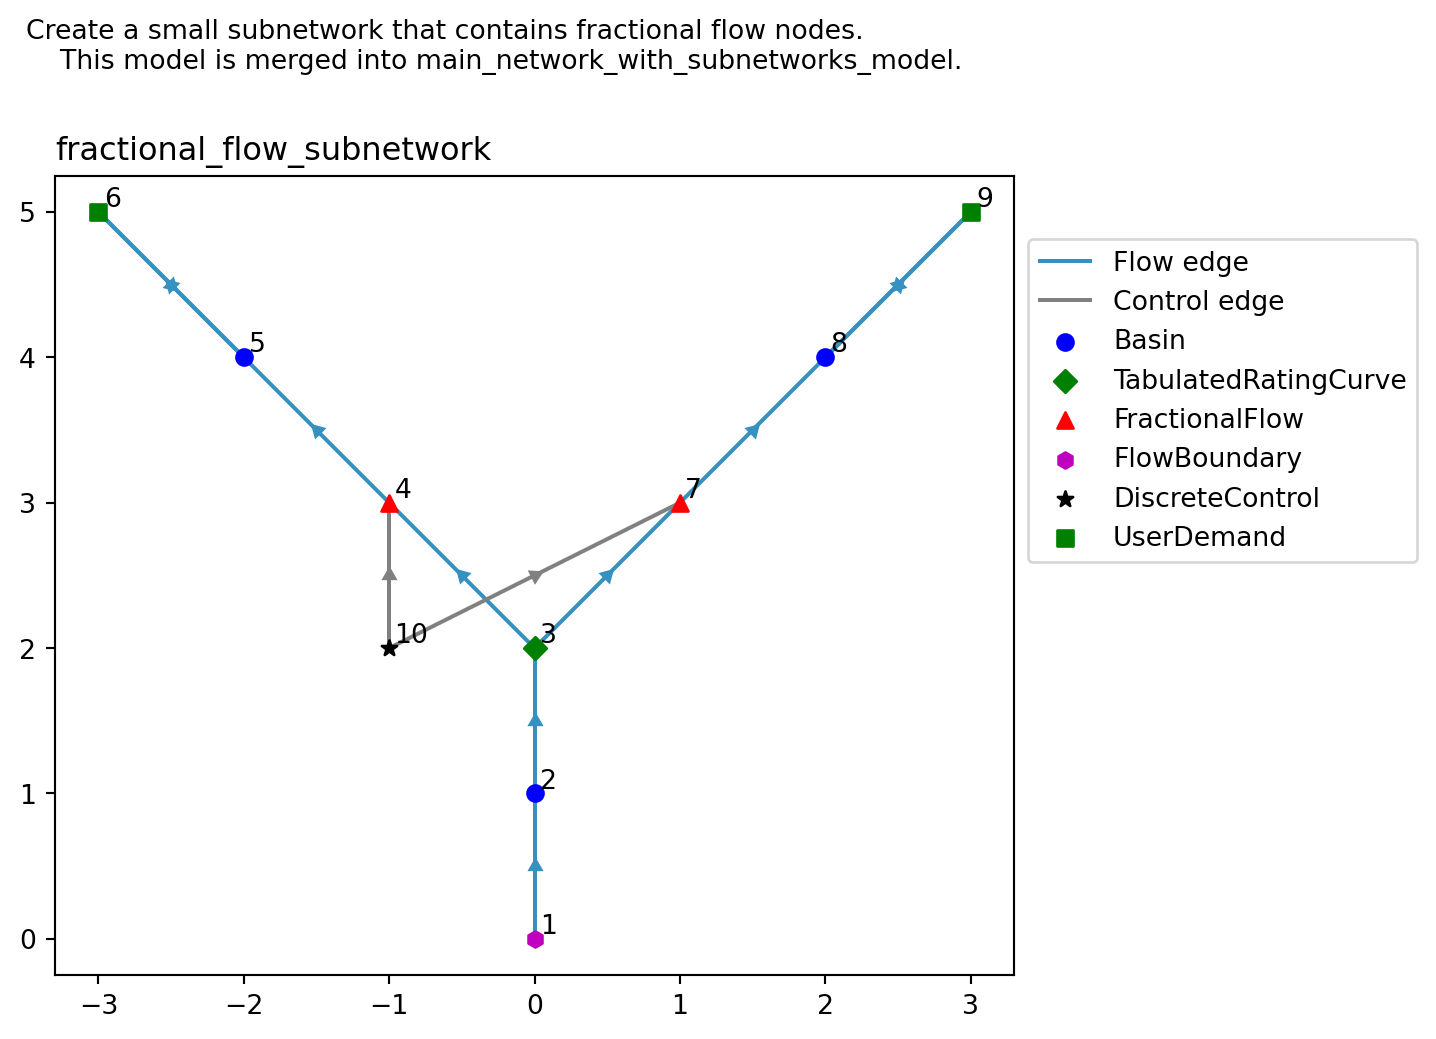 Create a small subnetwork that contains fractional flow nodes.
This model is merged into main_network_with_subnetworks_model.
fractional_flow_subnetwork
6
9
5
Flow edge
Control edge
5
8
4
Basin
TabulatedRatingCurve
FractionalFlow
FlowBoundary
DiscreteControl
UserDemand
4
7
3
10
3
2
2
1
1
0
−3
−2
−1
0
1
2
3